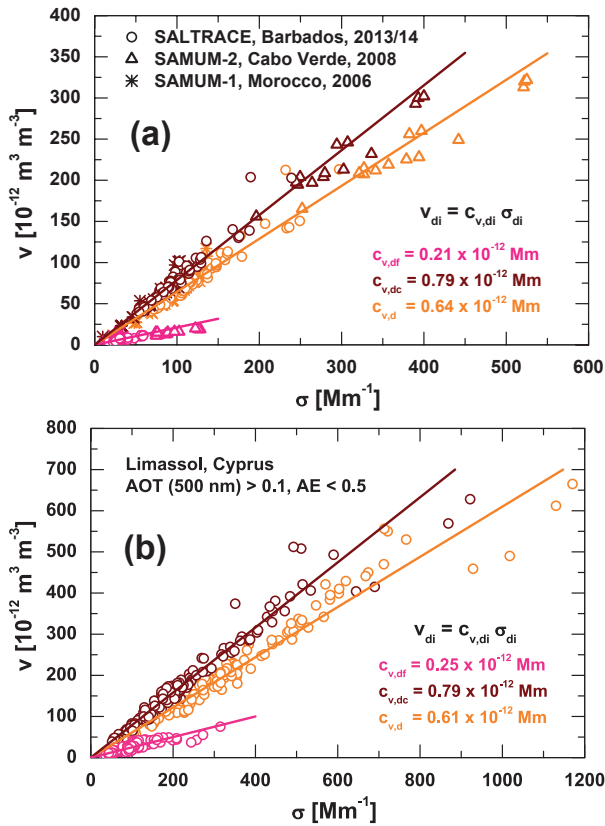 400
350
300
250
200
150
100
50
0
v [10⁻¹² m³ m⁻³]
SALTRACE, Barbados, 2013/14
SAMUM-2, Cabo Verde, 2008
SAMUM-1, Morocco, 2006
(a)
v_di = c_v,di σ_di
c_v,df = 0.21 x 10⁻¹² Mm
c_v,dc = 0.79 x 10⁻¹² Mm
c_v,d = 0.64 x 10⁻¹² Mm
0 100 200 300 400 500 600
σ [Mm⁻¹]
800
700
600
500
400
300
200
100
0
v [10⁻¹² m³ m⁻³]
Limassol, Cyprus
AOT (500 nm) > 0.1, AE < 0.5
(b)
v_di = c_v,di σ_di
c_v,df = 0.25 x 10⁻¹² Mm
c_v,dc = 0.79 x 10⁻¹² Mm
c_v,d = 0.61 x 10⁻¹² Mm
0 200 400 600 800 1000 1200
σ [Mm⁻¹]